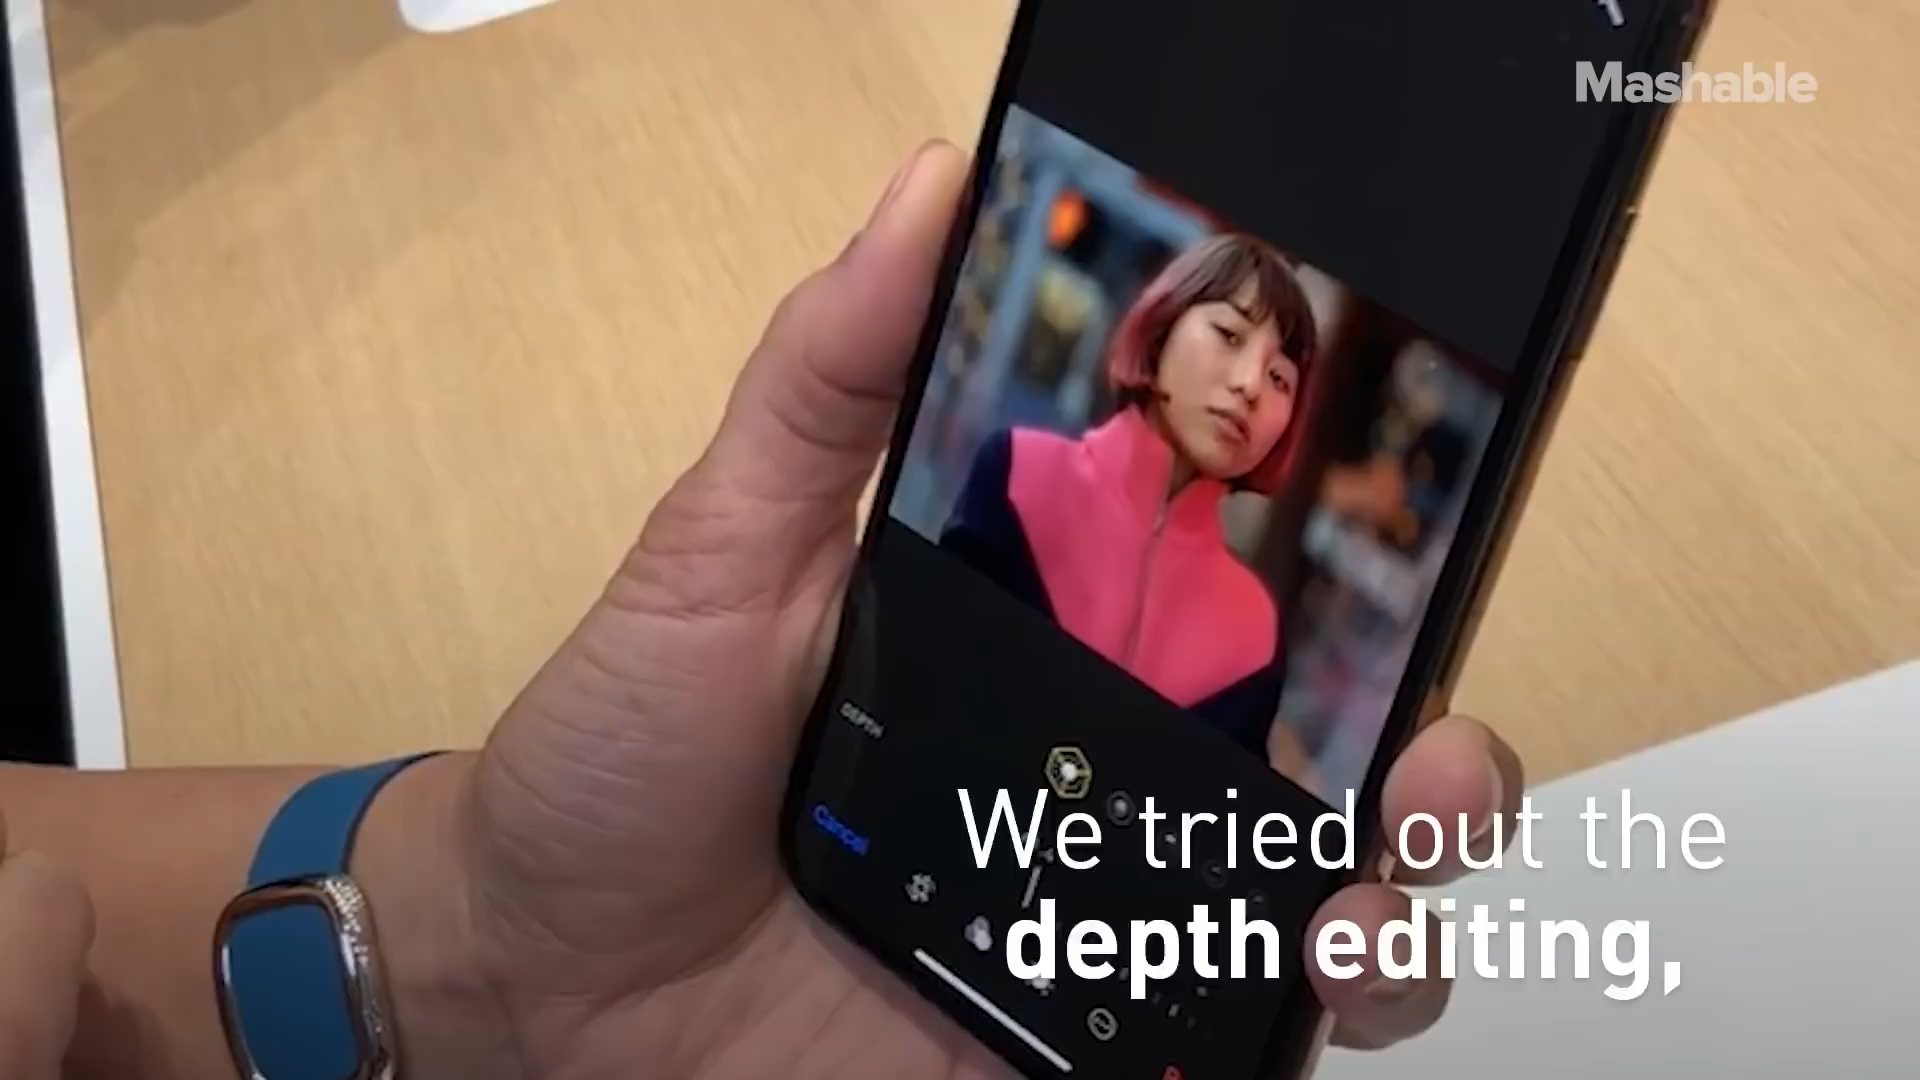 Mashable
DEPTH
Cancel
We tried out the
depth editing,